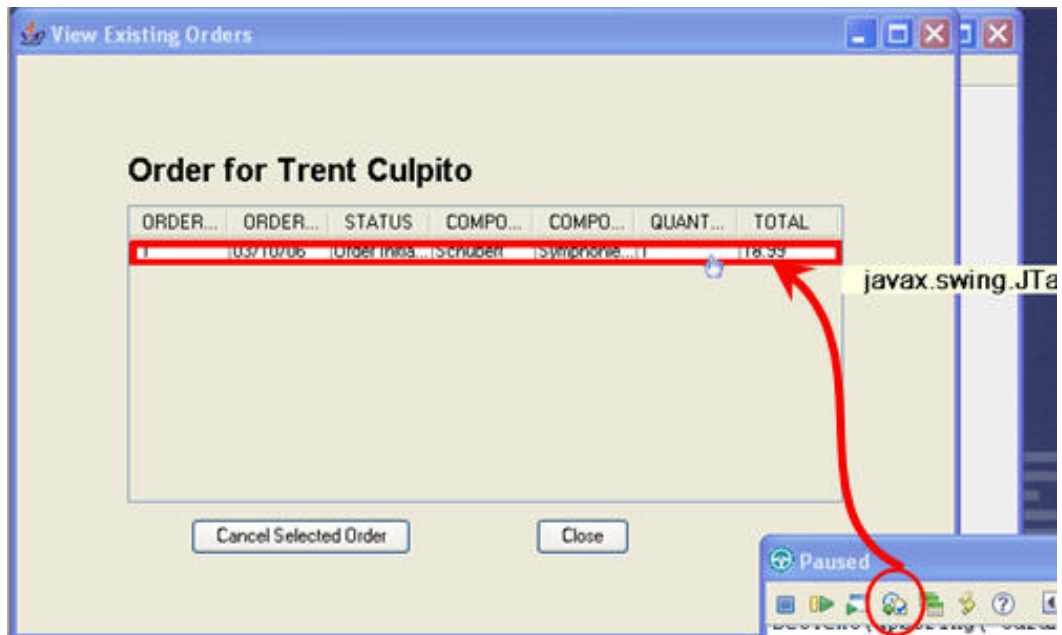 View Existing Orders
Order for Trent Culpito
ORDER... ORDER... STATUS COMPO... COMPO... QUANT... TOTAL
1 03/10/06 Order Initia... Schubert Symphonie... 1 18.99
javax.swing.JTa
Cancel Selected Order Close
Paused